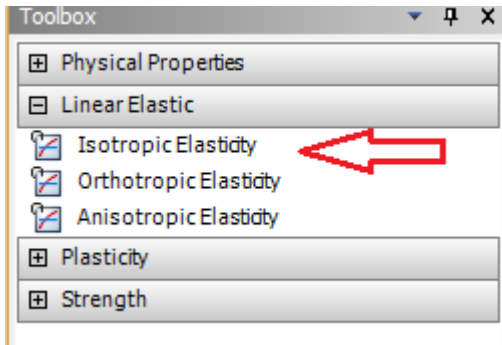 Toolbox
Physical Properties
Linear Elastic
Isotropic Elasticity
Orthotropic Elasticity
Anisotropic Elasticity
Plasticity
Strength